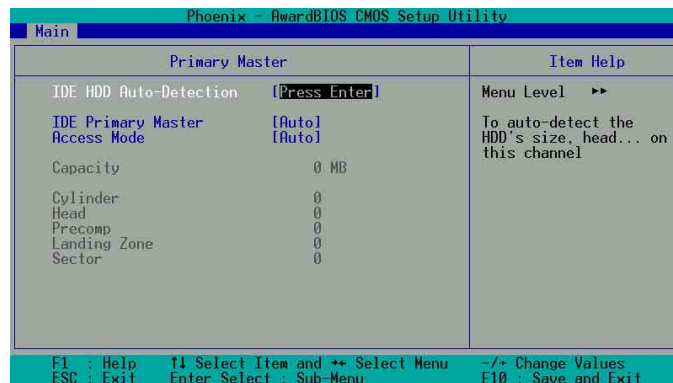 Phoenix - AwardBIOS CMOS Setup Utility
Main
Primary Master
Item Help
IDE HDD Auto-Detection [Press Enter]
Menu Level ▸▸
IDE Primary Master [Auto]
Access Mode [Auto]
To auto-detect the
HDD's size, head... on
this channel
Capacity 0 MB
Cylinder 0
Head 0
Precomp 0
Landing Zone 0
Sector 0
F1 : Help ↑↓ Select Item and ↔ Select Menu -/+ Change Values
ESC : Exit Enter Select : Sub-Menu F10 : Save and Exit